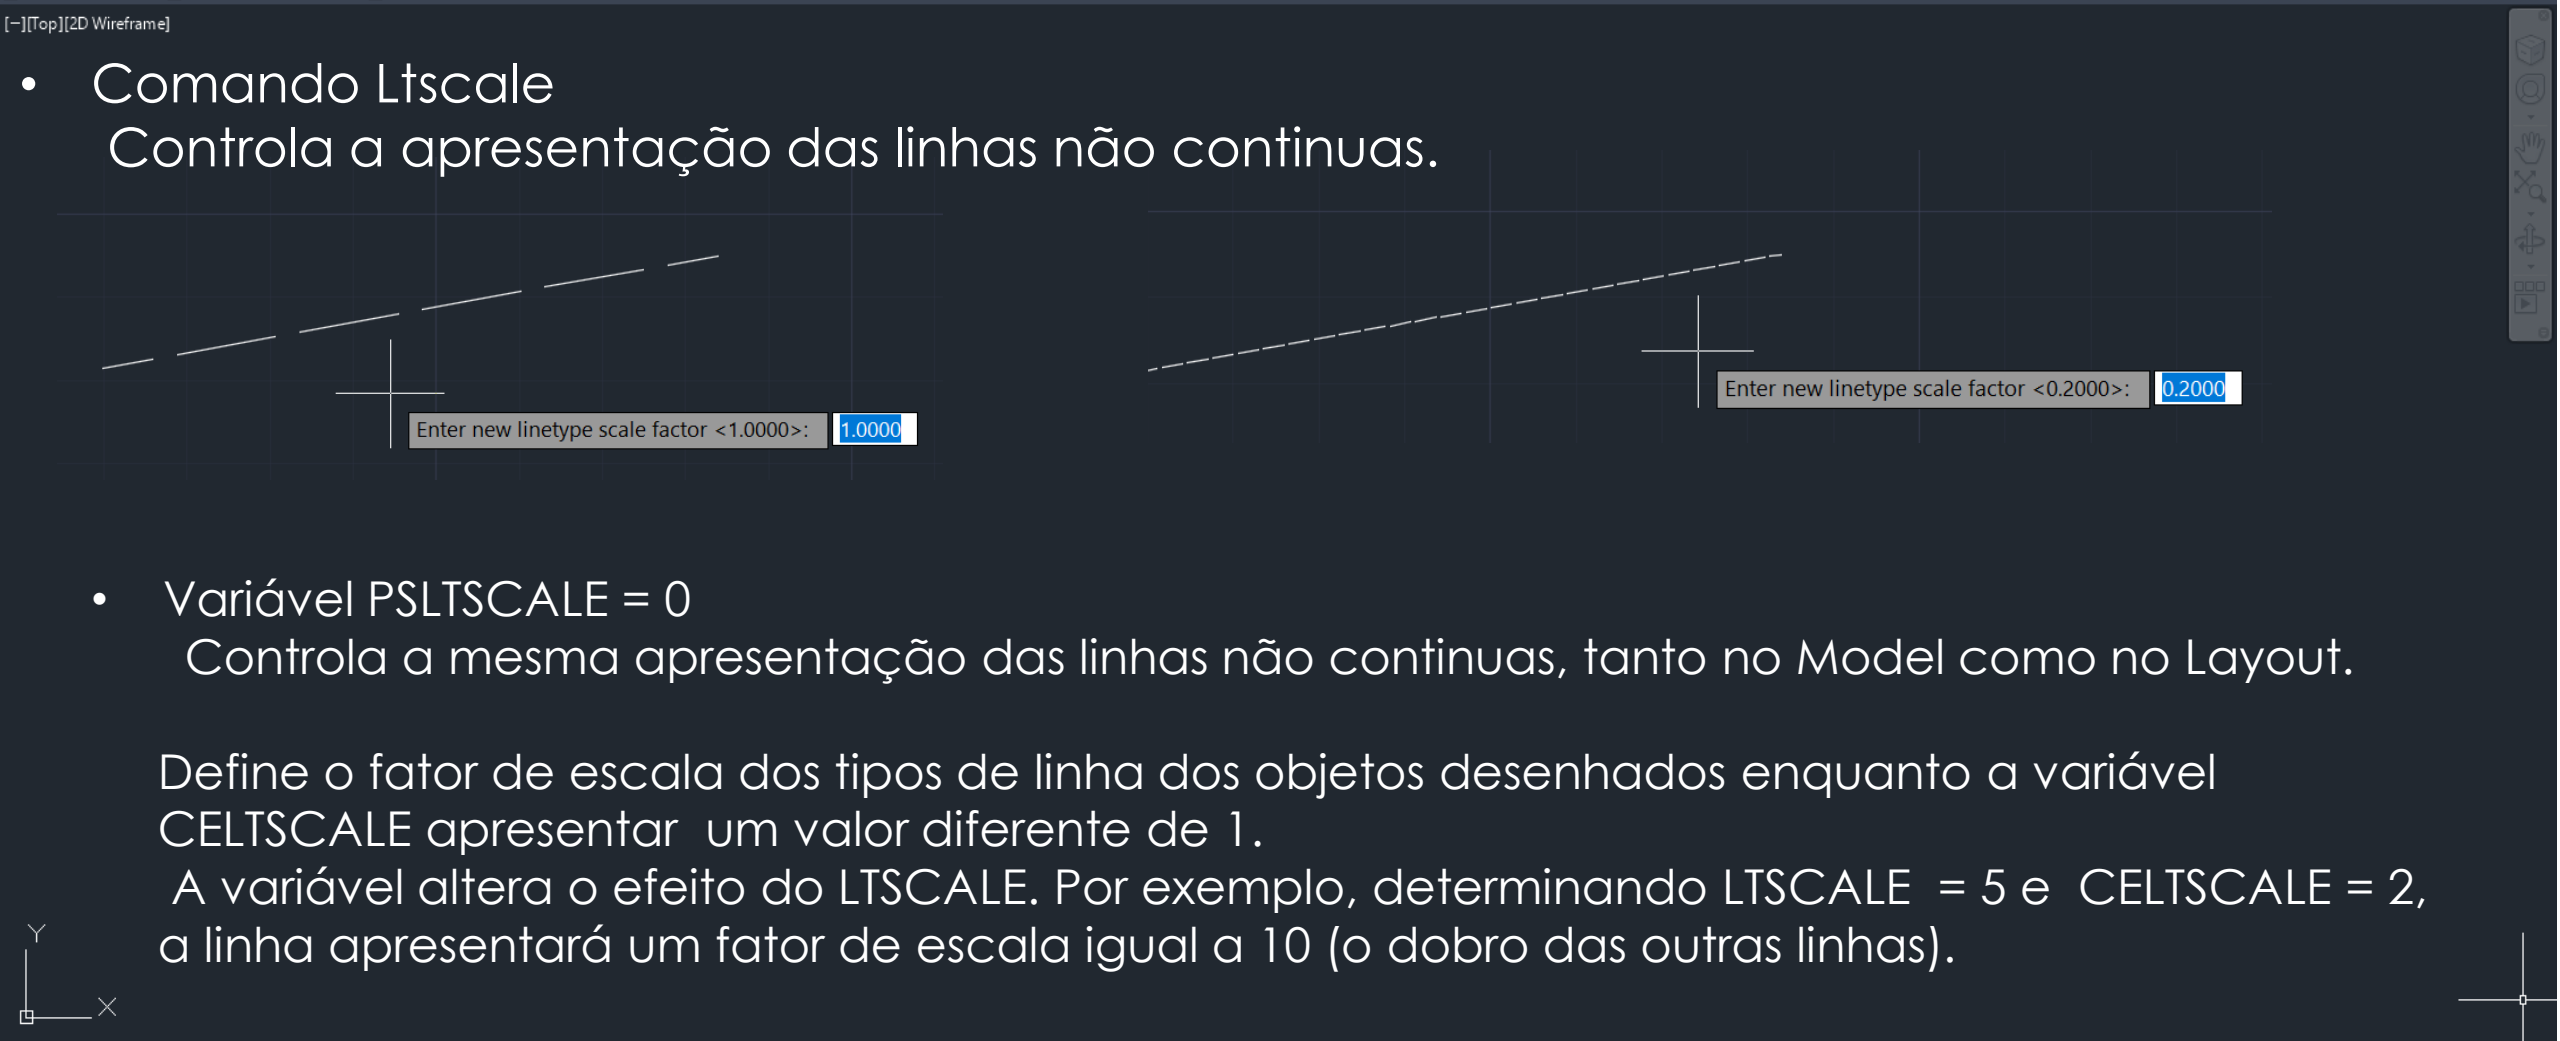 [−][Top][2D Wireframe]
• Comando Ltscale
Controla a apresentação das linhas não continuas.
Enter new linetype scale factor <1.0000>: 1.0000
Enter new linetype scale factor <0.2000>: 0.2000
• Variável PSLTSCALE = 0
Controla a mesma apresentação das linhas não continuas, tanto no Model como no Layout.
Define o fator de escala dos tipos de linha dos objetos desenhados enquanto a variável
CELTSCALE apresentar um valor diferente de 1.
A variável altera o efeito do LTSCALE. Por exemplo, determinando LTSCALE = 5 e CELTSCALE = 2,
a linha apresentará um fator de escala igual a 10 (o dobro das outras linhas).
Y
X